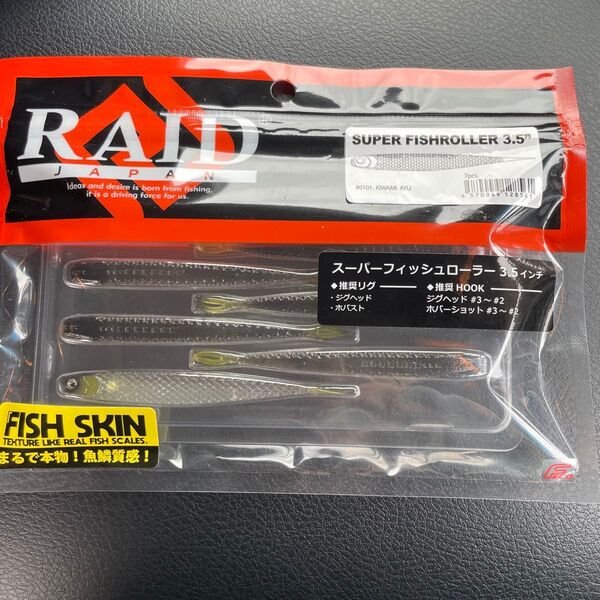 RAID
JAPAN
Ideas and desire is born from fishing,
it is a driving force for us.
SUPER FISHROLLER 3.5”
7pcs.
#0101. KIWAMI AYU
スーパーフィッシュローラー 3.5インチ
◆推奨リグ
・ジグヘッド
・ホバスト
◆推奨 HOOK
ジグヘッド #3～#2
ホバーショット #3～#2
FISH SKIN
TEXTURE LIKE REAL FISH SCALES.
まるで本物！魚鱗質感！